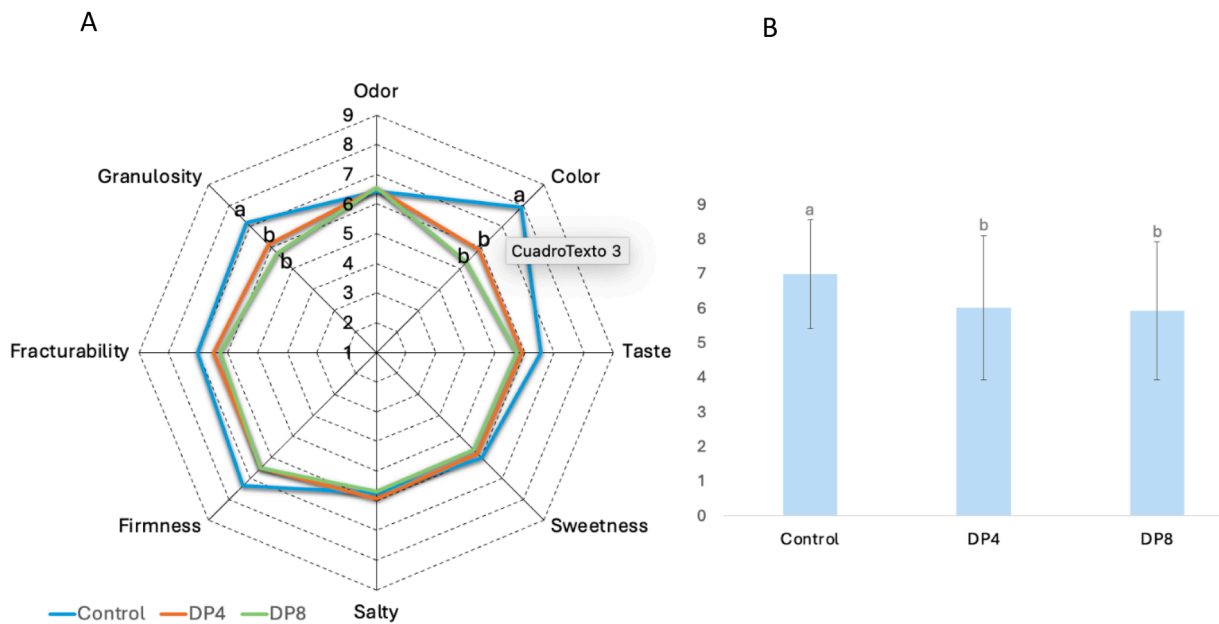 A
B
Odor
9
8
7
6
5
4
3
2
1
Granulosity
Color
a
a
b
b
b
b
CuadroTexto 3
Fracturability
Taste
Firmness
Sweetness
Salty
Control DP4 DP8
9
8
7
6
5
4
3
2
1
0
a
b
b
Control DP4 DP8